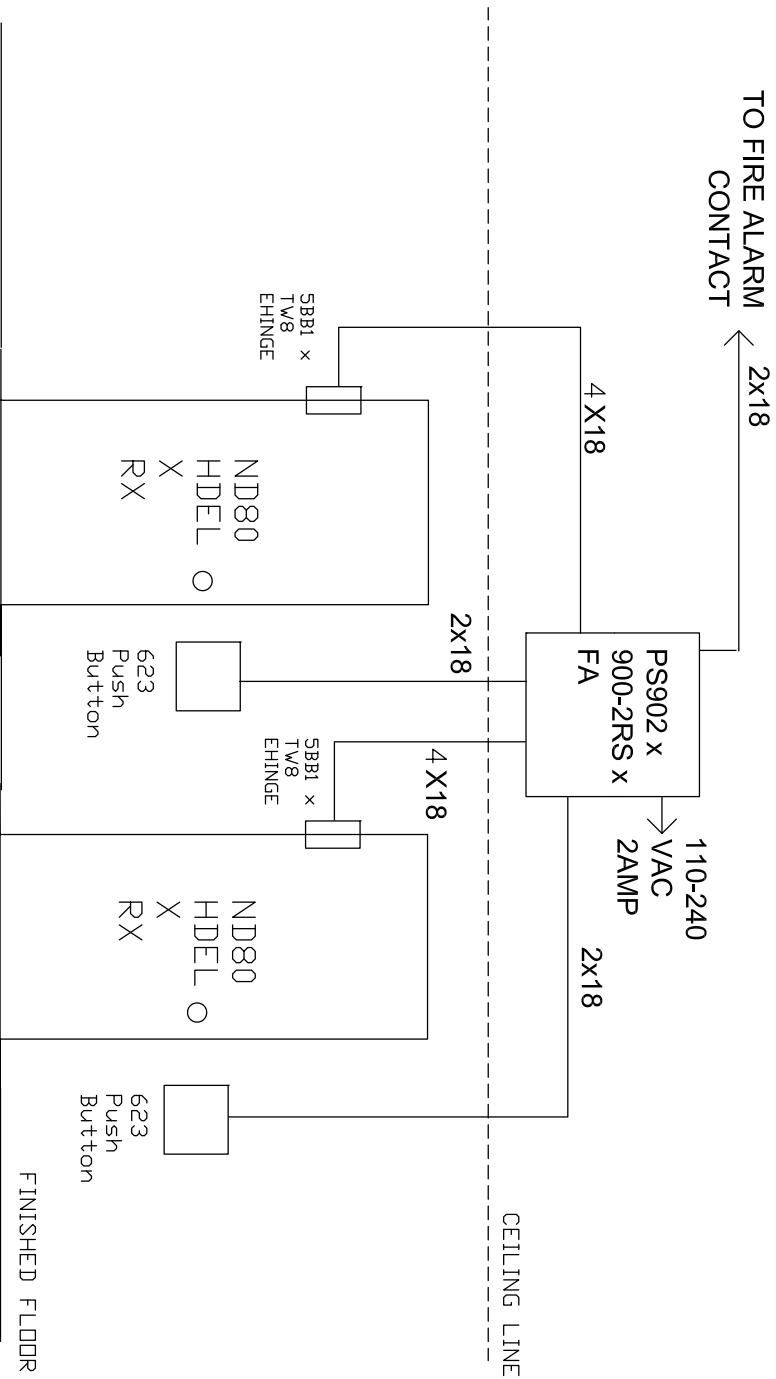 TO FIRE ALARM
CONTACT
2x18
4 X18
PS902 x
900-2RS x
FA
110-240
VAC
2AMP
2x18
2x18
4 X18
CEILING LINE
5BB1 x
TW8
EHINGE
ND80
HDEL
X
RX
623
Push
Button
5BB1 x
TW8
EHINGE
ND80
HDEL
X
RX
623
Push
Button
FINISHED FLOOR